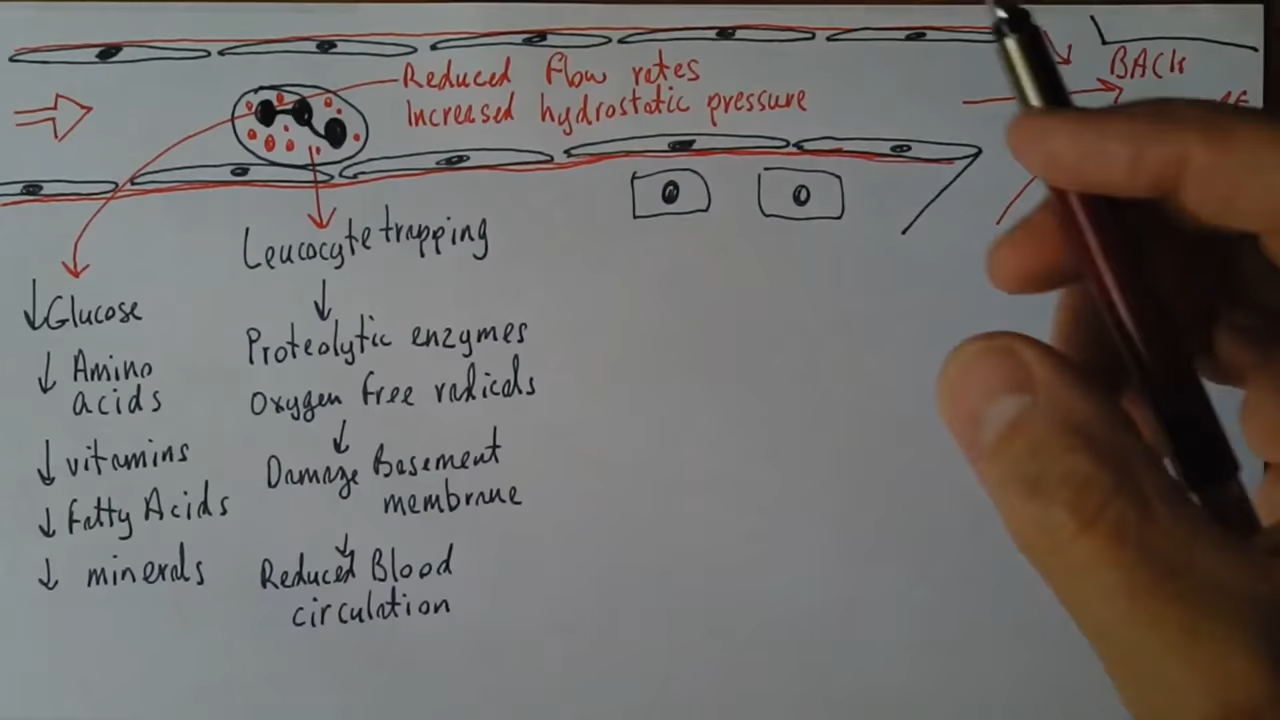 Reduced Flow rates
Increased hydrostatic pressure
BACK
Leucocyte trapping
Proteolytic enzymes
Oxygen free radicals
Damage Basement
membrane
Reduced Blood
circulation
↓Glucose
↓ Amino
acids
↓ vitamins
↓ Fatty Acids
↓ minerals